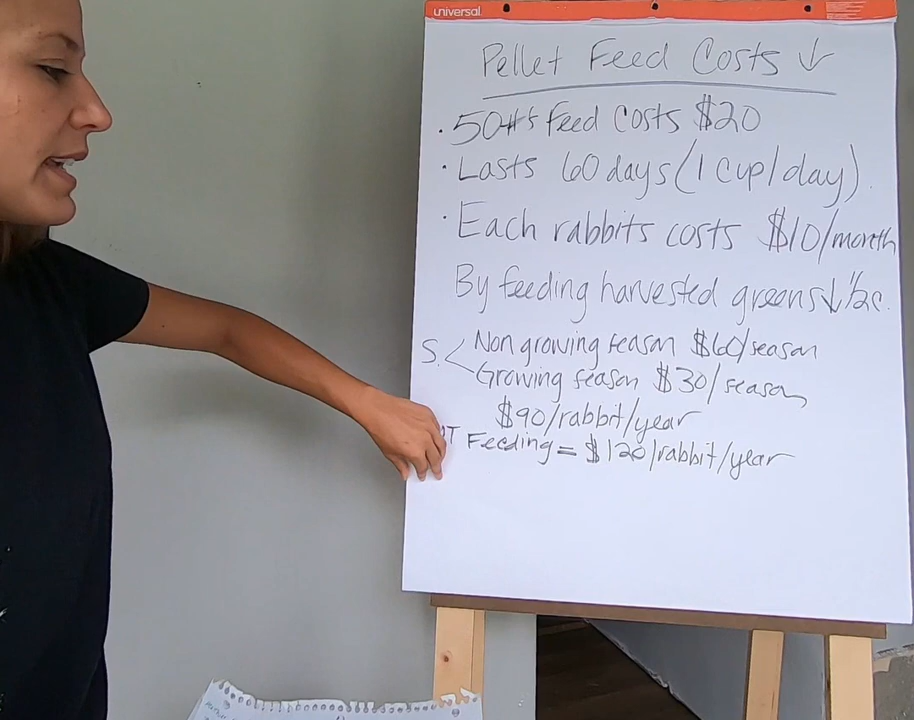 universal
Pellet Feed Costs ↓
· 50#'s Feed Costs $20
· Lasts 60 days (1 cup/day).
· Each rabbits costs $10/month
By feeding harvested greens ↓ 1/2c.
S. < Non growing season $60/season
Growing season $30/season
$90/rabbit/year
Feeding = $120/rabbit/year